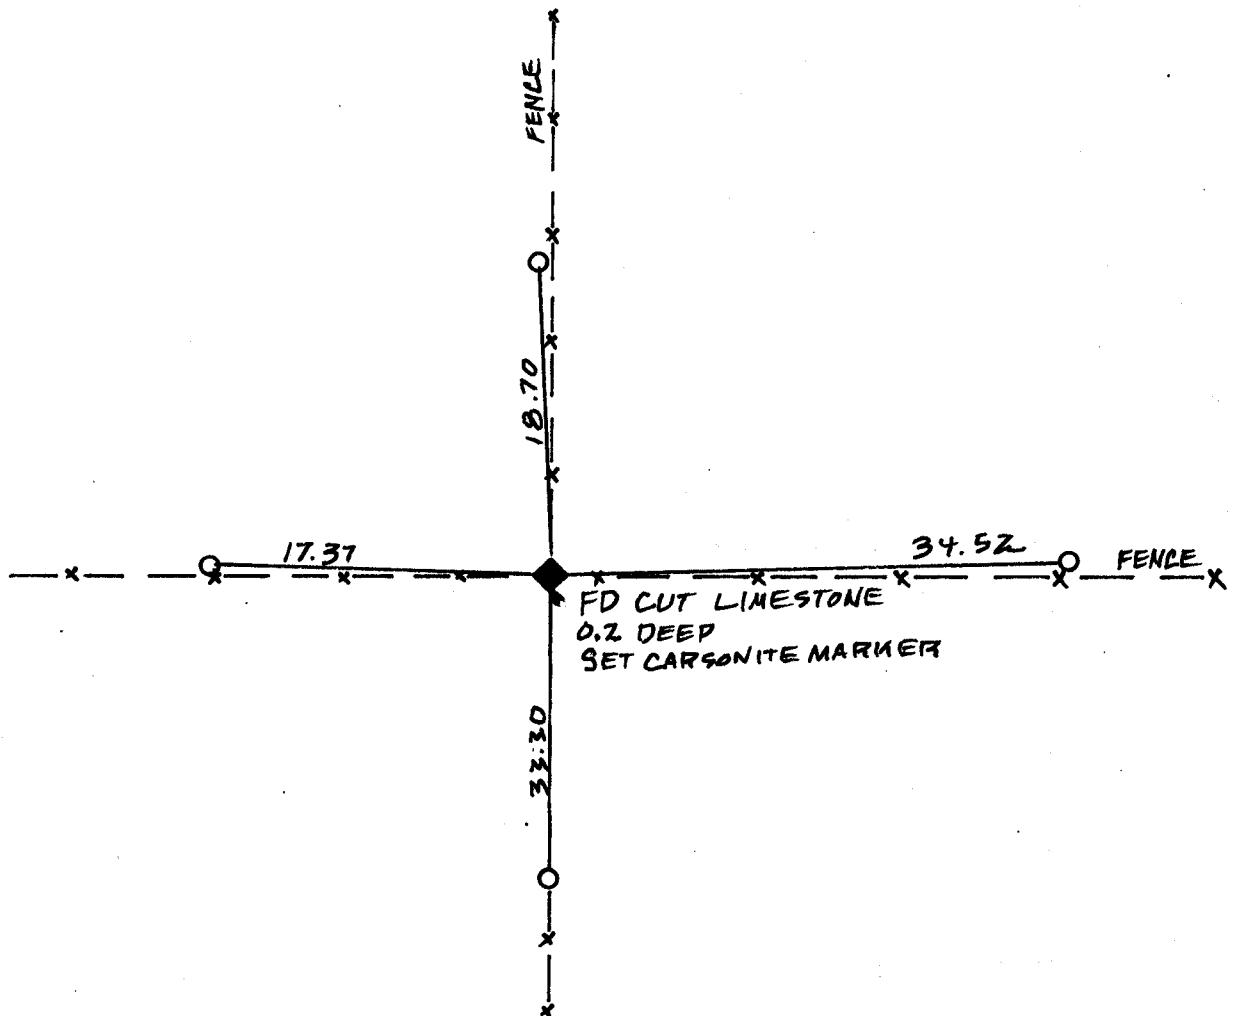 FENCE
18.70
17.37
34.52
FENCE
FD CUT LIMESTONE
0.2 DEEP
SET CARSONITE MARKER
33.30